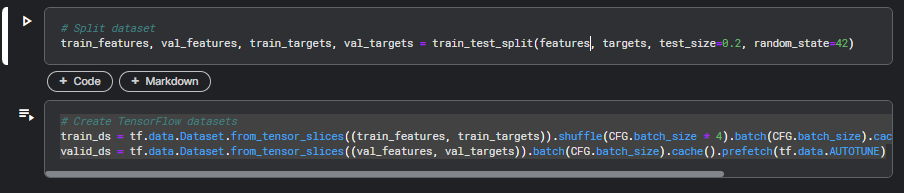 # Split dataset
train_features, val_features, train_targets, val_targets = train_test_split(features, targets, test_size=0.2, random_state=42)
+ Code + Markdown
# Create TensorFlow datasets
train_ds = tf.data.Dataset.from_tensor_slices((train_features, train_targets)).shuffle(CFG.batch_size * 4).batch(CFG.batch_size).cac
valid_ds = tf.data.Dataset.from_tensor_slices((val_features, val_targets)).batch(CFG.batch_size).cache().prefetch(tf.data.AUTOTUNE)